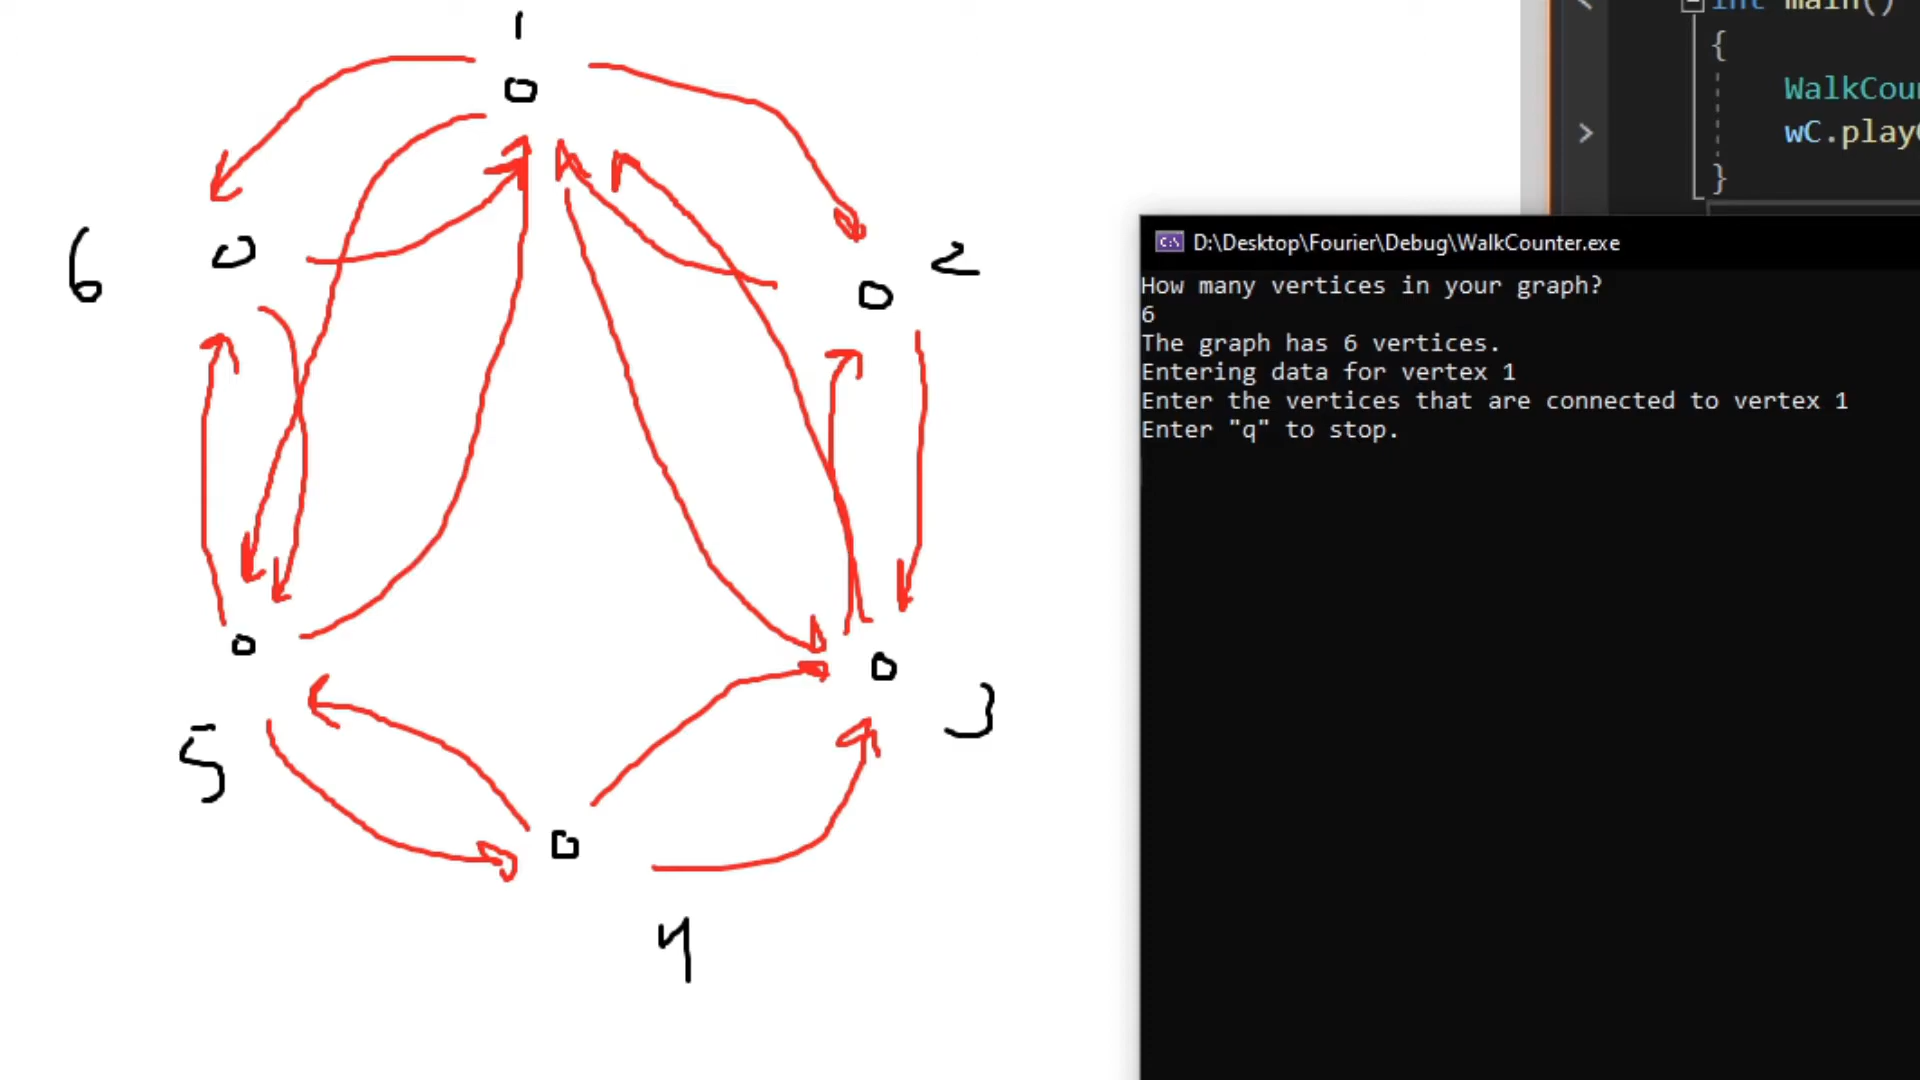 1
6
2
5
3
4
int main()
{
WalkCou
wC.play
}
D:\Desktop\Fourier\Debug\WalkCounter.exe
How many vertices in your graph?
6
The graph has 6 vertices.
Entering data for vertex 1
Enter the vertices that are connected to vertex 1
Enter "q" to stop.